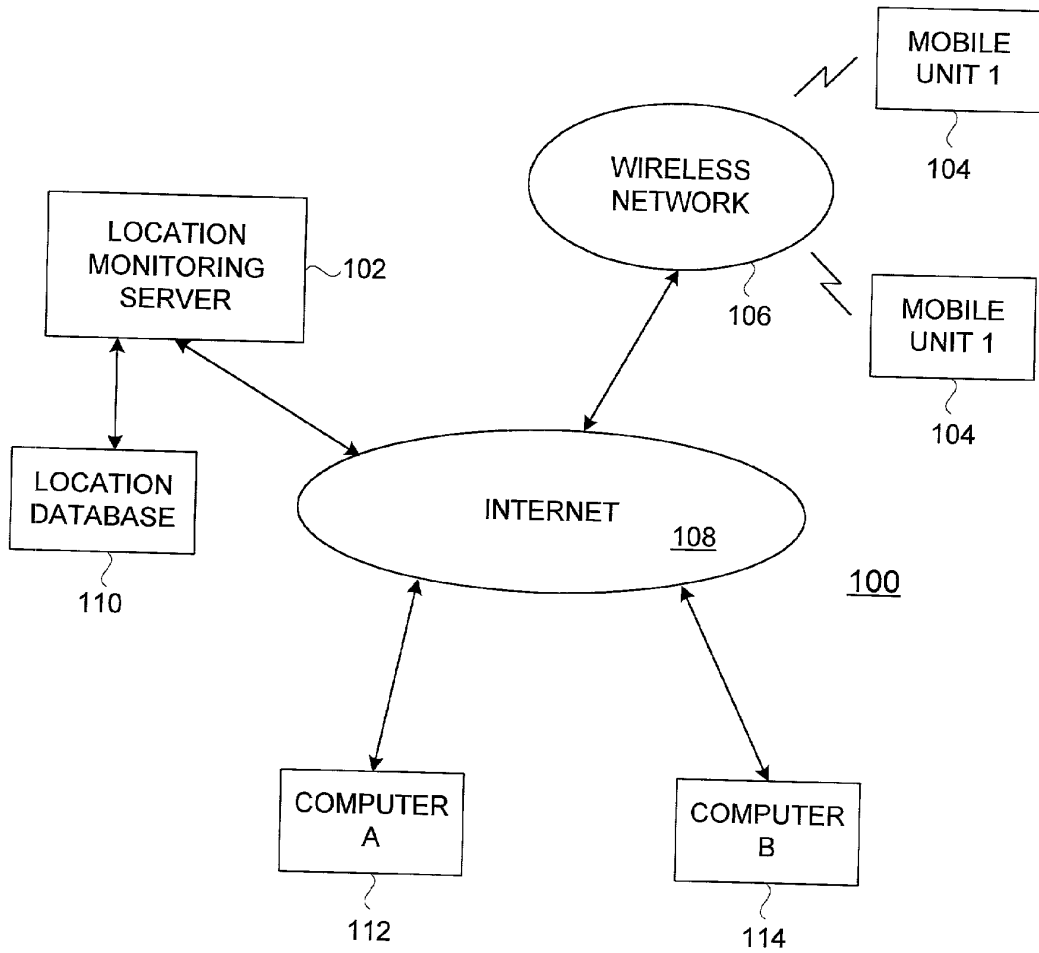 MOBILE
UNIT 1
104
WIRELESS
NETWORK
106
LOCATION
MONITORING
SERVER
102
MOBILE
UNIT 1
104
LOCATION
DATABASE
110
INTERNET
108
100
COMPUTER
A
112
COMPUTER
B
114